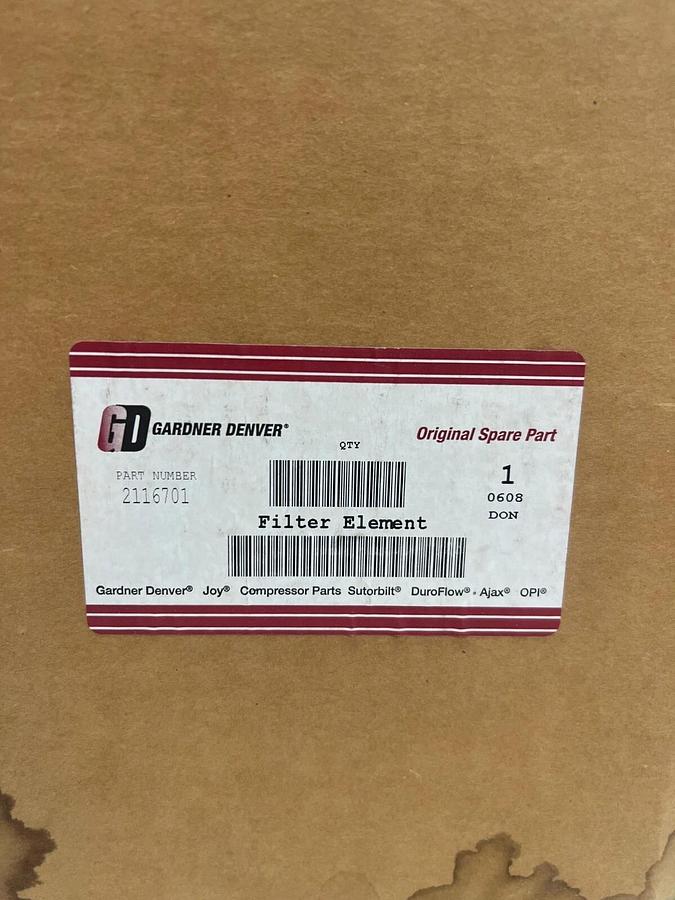 GD GARDNER DENVER®
Original Spare Part
QTY
PART NUMBER
2116701
1
0608
DON
Filter Element
Gardner Denver® Joy® Compressor Parts Sutorbilt® DuroFlow® • Ajax® OPI®